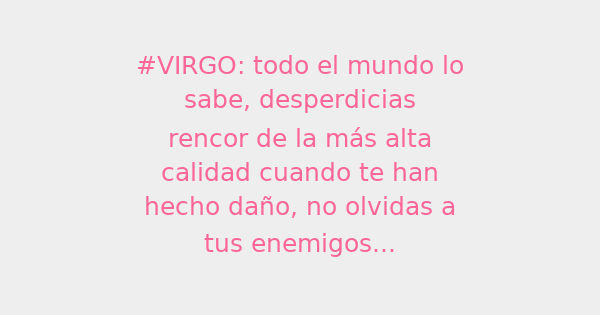 #VIRGO: todo el mundo lo
sabe, desperdicias
rencor de la más alta
calidad cuando te han
hecho daño, no olvidas a
tus enemigos...